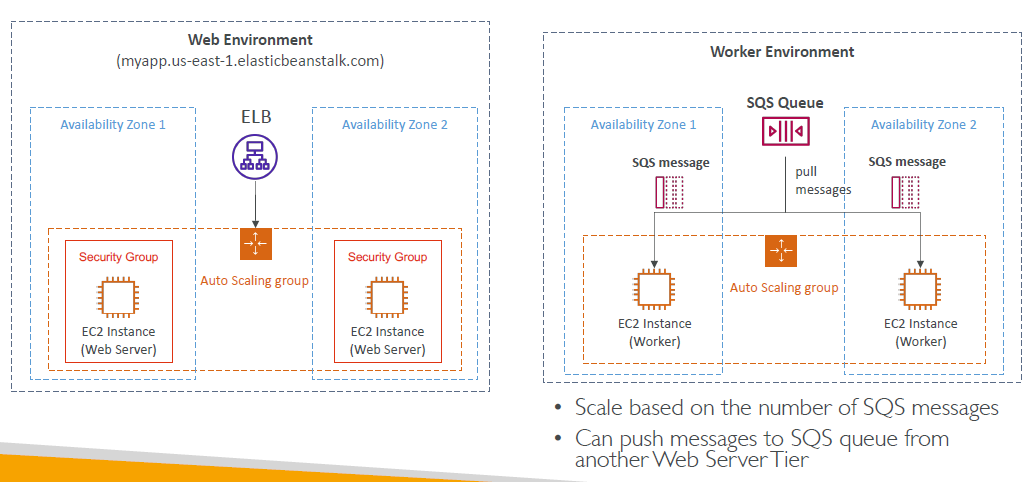 Web Environment
(myapp.us-east-1.elasticbeanstalk.com)
Availability Zone 1
ELB
Availability Zone 2
Security Group
Security Group
Auto Scaling group
EC2 Instance
(Web Server)
EC2 Instance
(Web Server)
Worker Environment
SQS Queue
Availability Zone 1
Availability Zone 2
SQS message
SQS message
pull
messages
Auto Scaling group
EC2 Instance
(Worker)
EC2 Instance
(Worker)
• Scale based on the number of SQS messages
• Can push messages to SQS queue from
another Web Server Tier